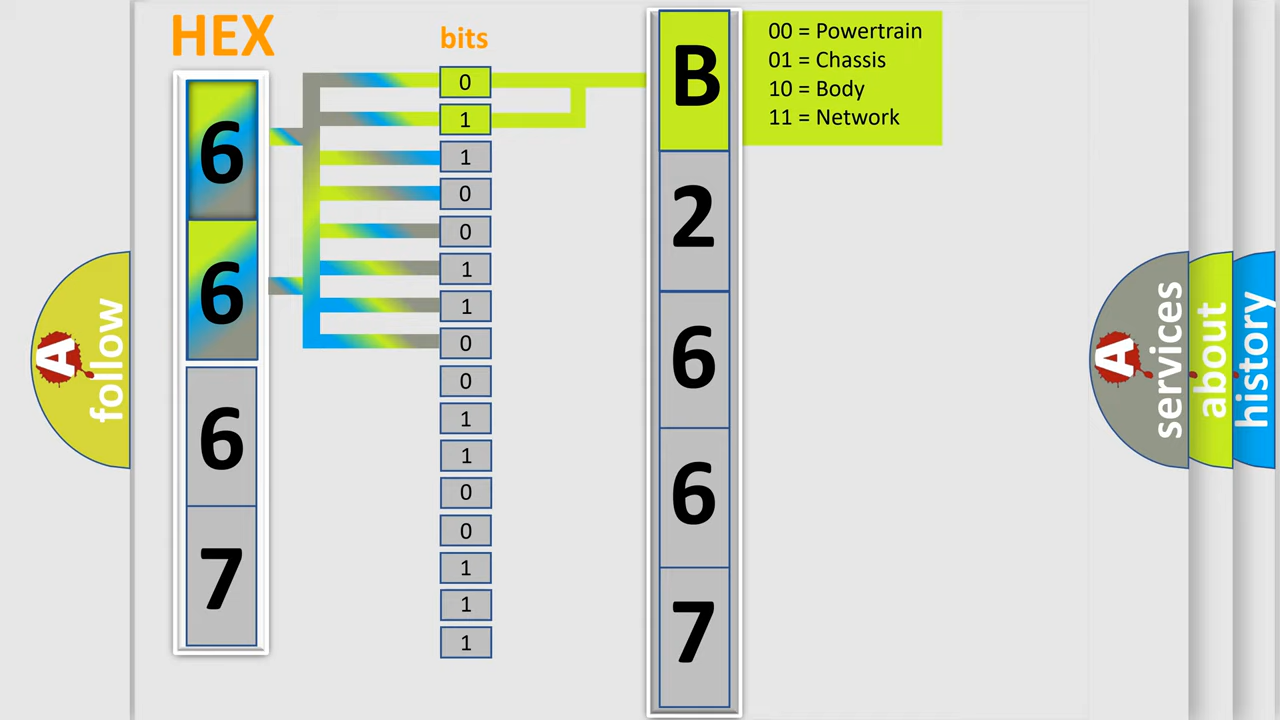 HEX
bits
6
6
6
7
0
1
1
0
0
1
1
0
0
1
1
0
0
1
1
1
B
2
6
6
7
00 = Powertrain
01 = Chassis
10 = Body
11 = Network
A
follow
A
services
about
history